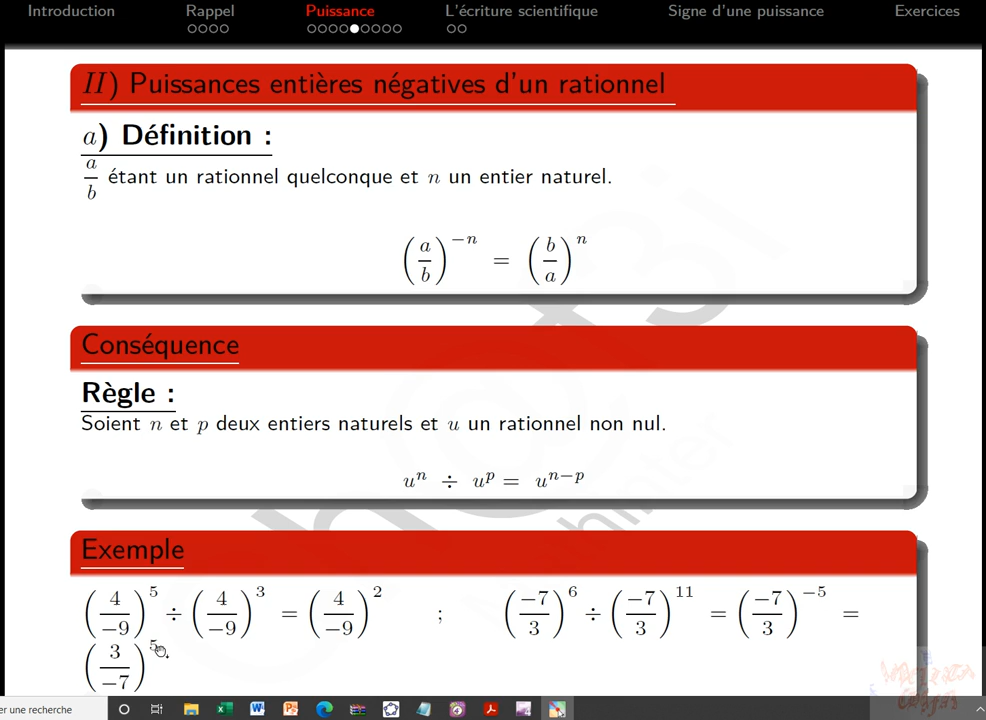 Introduction Rappel Puissance L'écriture scientifique Signe d'une puissance Exercices
II) Puissances entières négatives d'un rationnel
a) Définition :
a/b étant un rationnel quelconque et n un entier naturel.
(a/b)^{-n} = (b/a)^n
Conséquence
Règle :
Soient n et p deux entiers naturels et u un rationnel non nul.
u^n ÷ u^p = u^{n-p}
Exemple
(4/-9)^5 ÷ (4/-9)^3 = (4/-9)^2 ; (-7/3)^6 ÷ (-7/3)^{11} = (-7/3)^{-5} =
(3/-7)^5
er une recherche